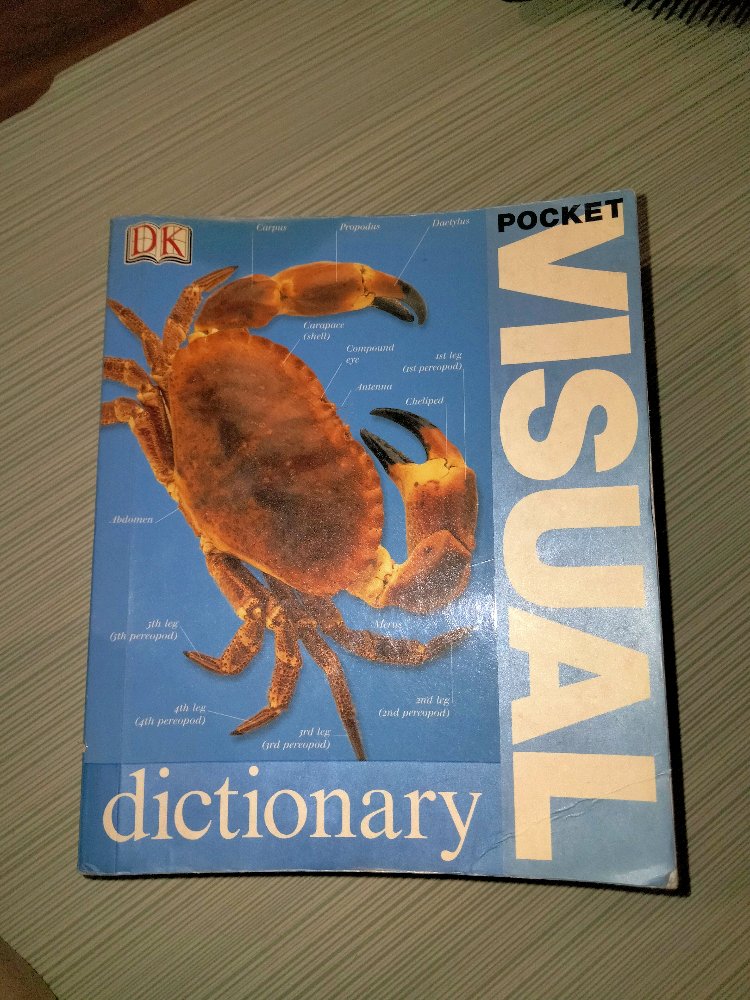 DK
POCKET
VISUAL
Carpus
Propodus
Dactylus
Carapace
(shell)
Compound
eye
1st leg
(1st pereopod)
Antenna
Cheliped
Abdomen
5th leg
(5th pereopod)
Merus
4th leg
(4th pereopod)
3rd leg
(3rd pereopod)
2nd leg
(2nd pereopod)
dictionary